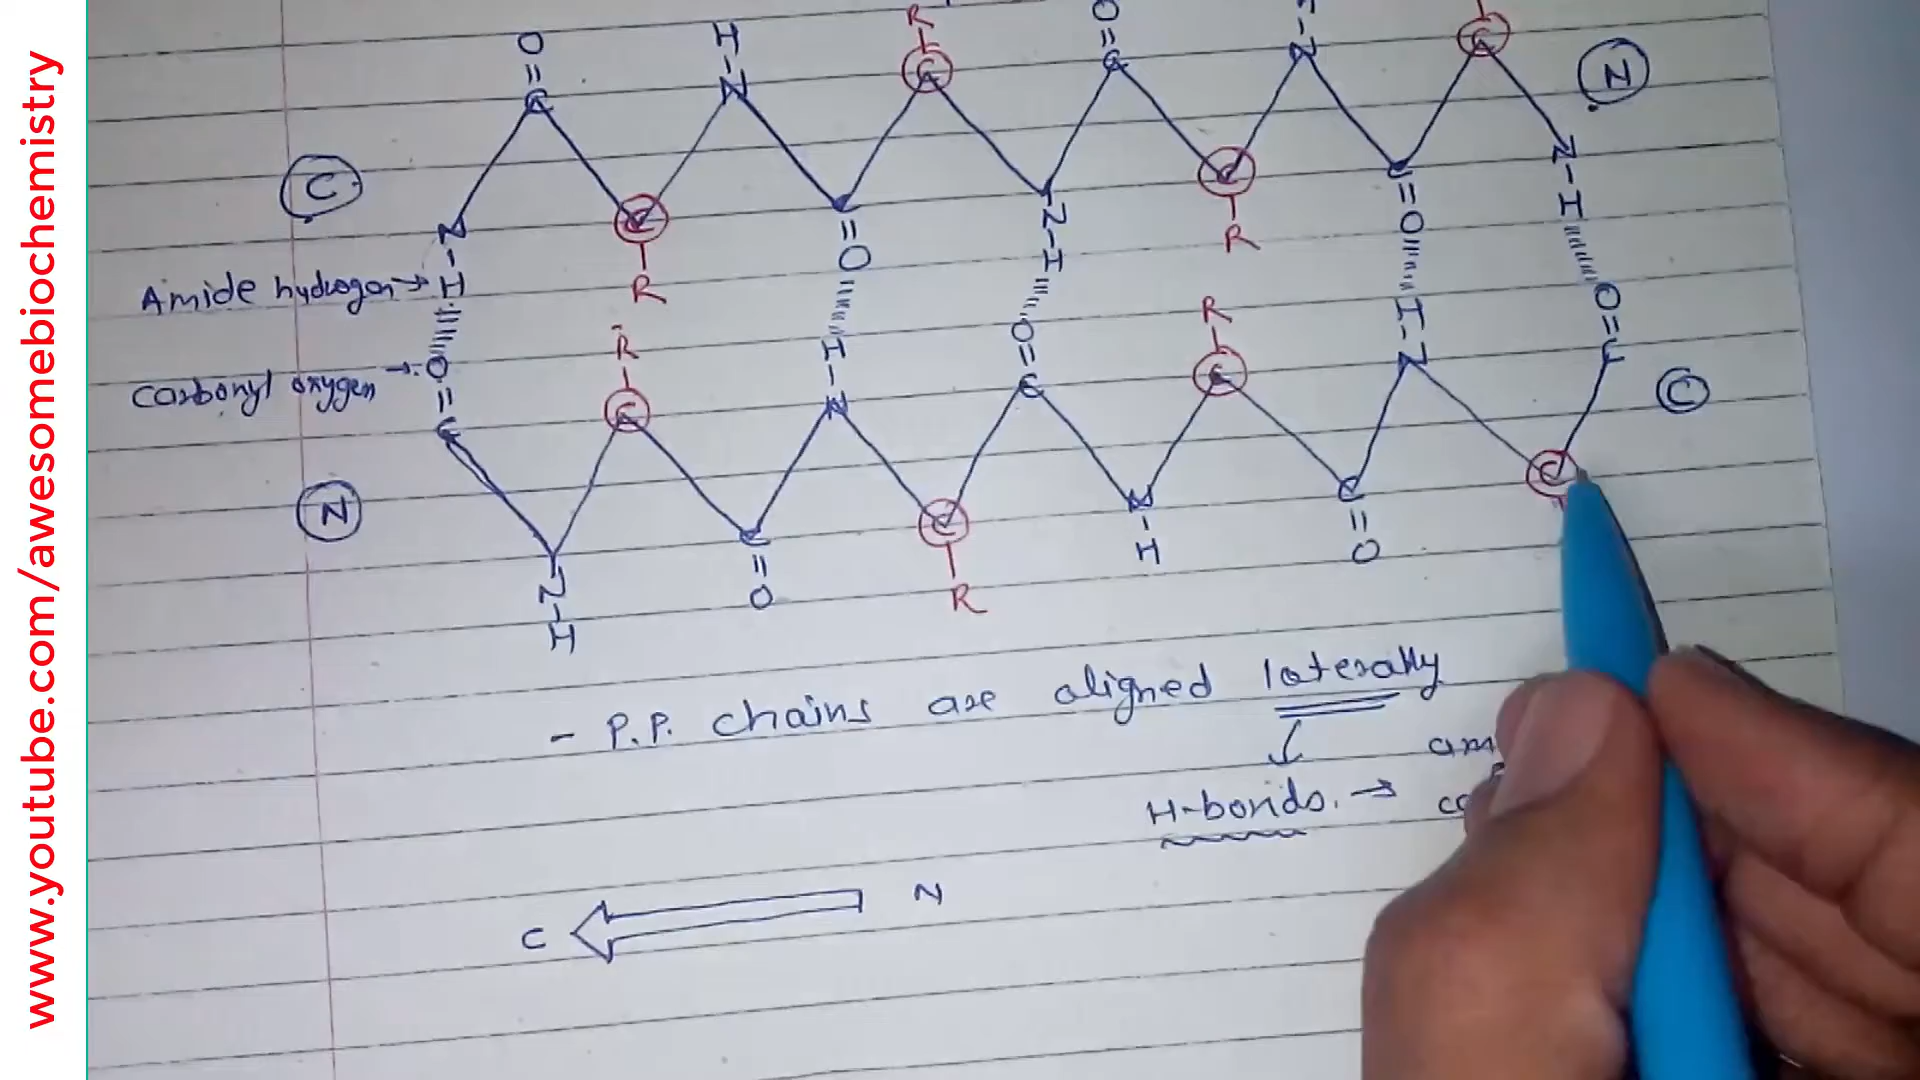 www.youtube.com/awesomebiochemistry
R O
O H
C N C C N C N
C
N C C N C C N
H
R R H O H
Amide hydrogen → H O O
R R H H O
carbonyl oxygen → O O
C C N C C N C C
N
C C N C
N O H O
H R
- P.P. chains are aligned laterally
↓
H-bonds. →
C N